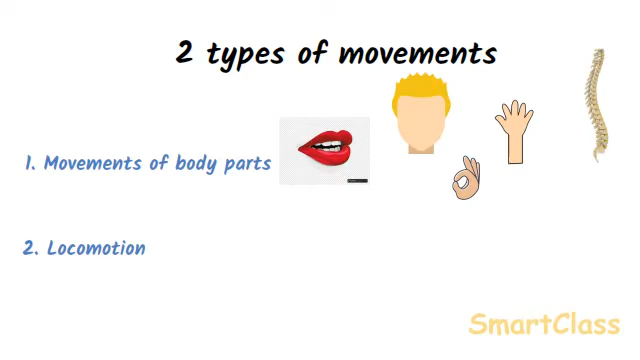 2 types of movements
1. Movements of body parts
2. Locomotion
SmartClass